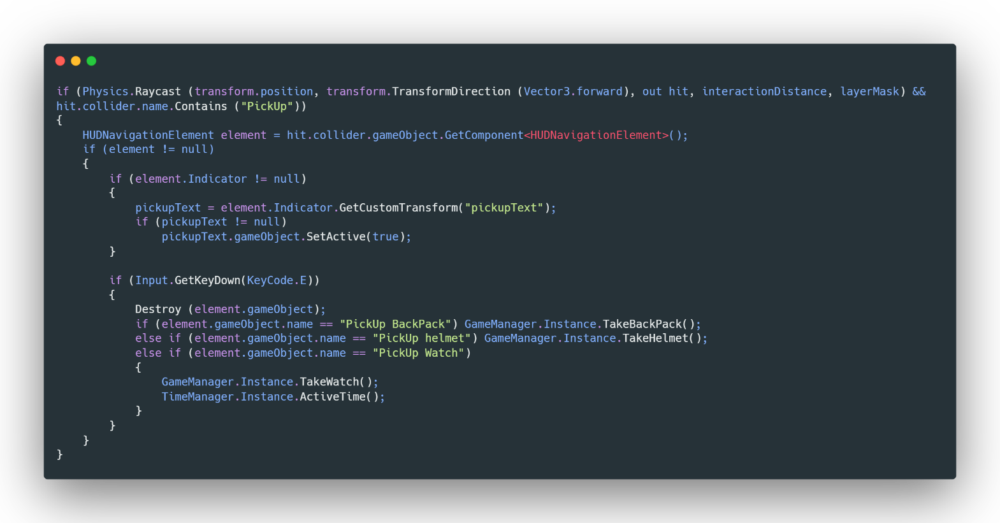 if (Physics.Raycast (transform.position, transform.TransformDirection (Vector3.forward), out hit, interactionDistance, layerMask) &&
hit.collider.name.Contains ("PickUp"))
{
    HUDNavigationElement element = hit.collider.gameObject.GetComponent<HUDNavigationElement>();
    if (element != null)
    {
        if (element.Indicator != null)
        {
            pickupText = element.Indicator.GetCustomTransform("pickupText");
            if (pickupText != null)
                pickupText.gameObject.SetActive(true);
        }

        if (Input.GetKeyDown(KeyCode.E))
        {
            Destroy (element.gameObject);
            if (element.gameObject.name == "PickUp BackPack") GameManager.Instance.TakeBackPack();
            else if (element.gameObject.name == "PickUp helmet") GameManager.Instance.TakeHelmet();
            else if (element.gameObject.name == "PickUp Watch")
            {
                GameManager.Instance.TakeWatch();
                TimeManager.Instance.ActiveTime();
            }
        }
    }
}